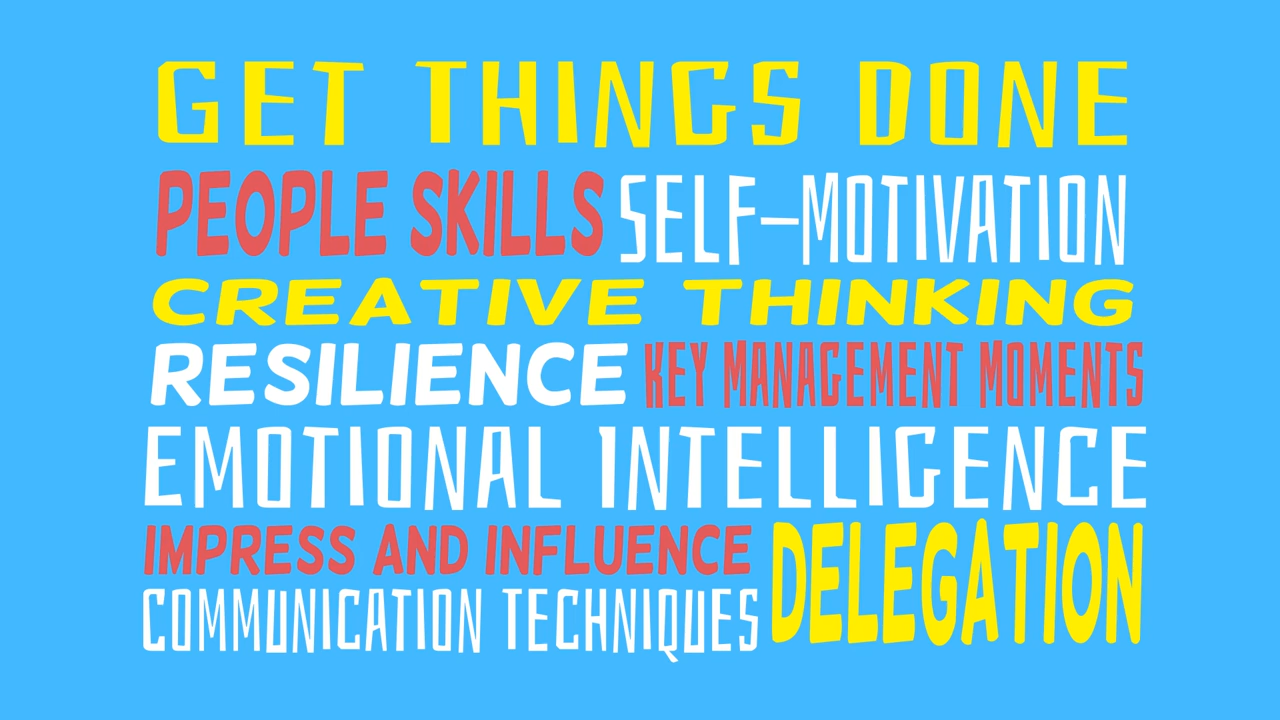 GET THINGS DONE
PEOPLE SKILLS SELF-MOTIVATION
CREATIVE THINKING
RESILIENCE KEY MANAGEMENT MOMENTS
EMOTIONAL INTELLIGENCE
IMPRESS AND INFLUENCE DELEGATION
COMMUNICATION TECHNIQUES